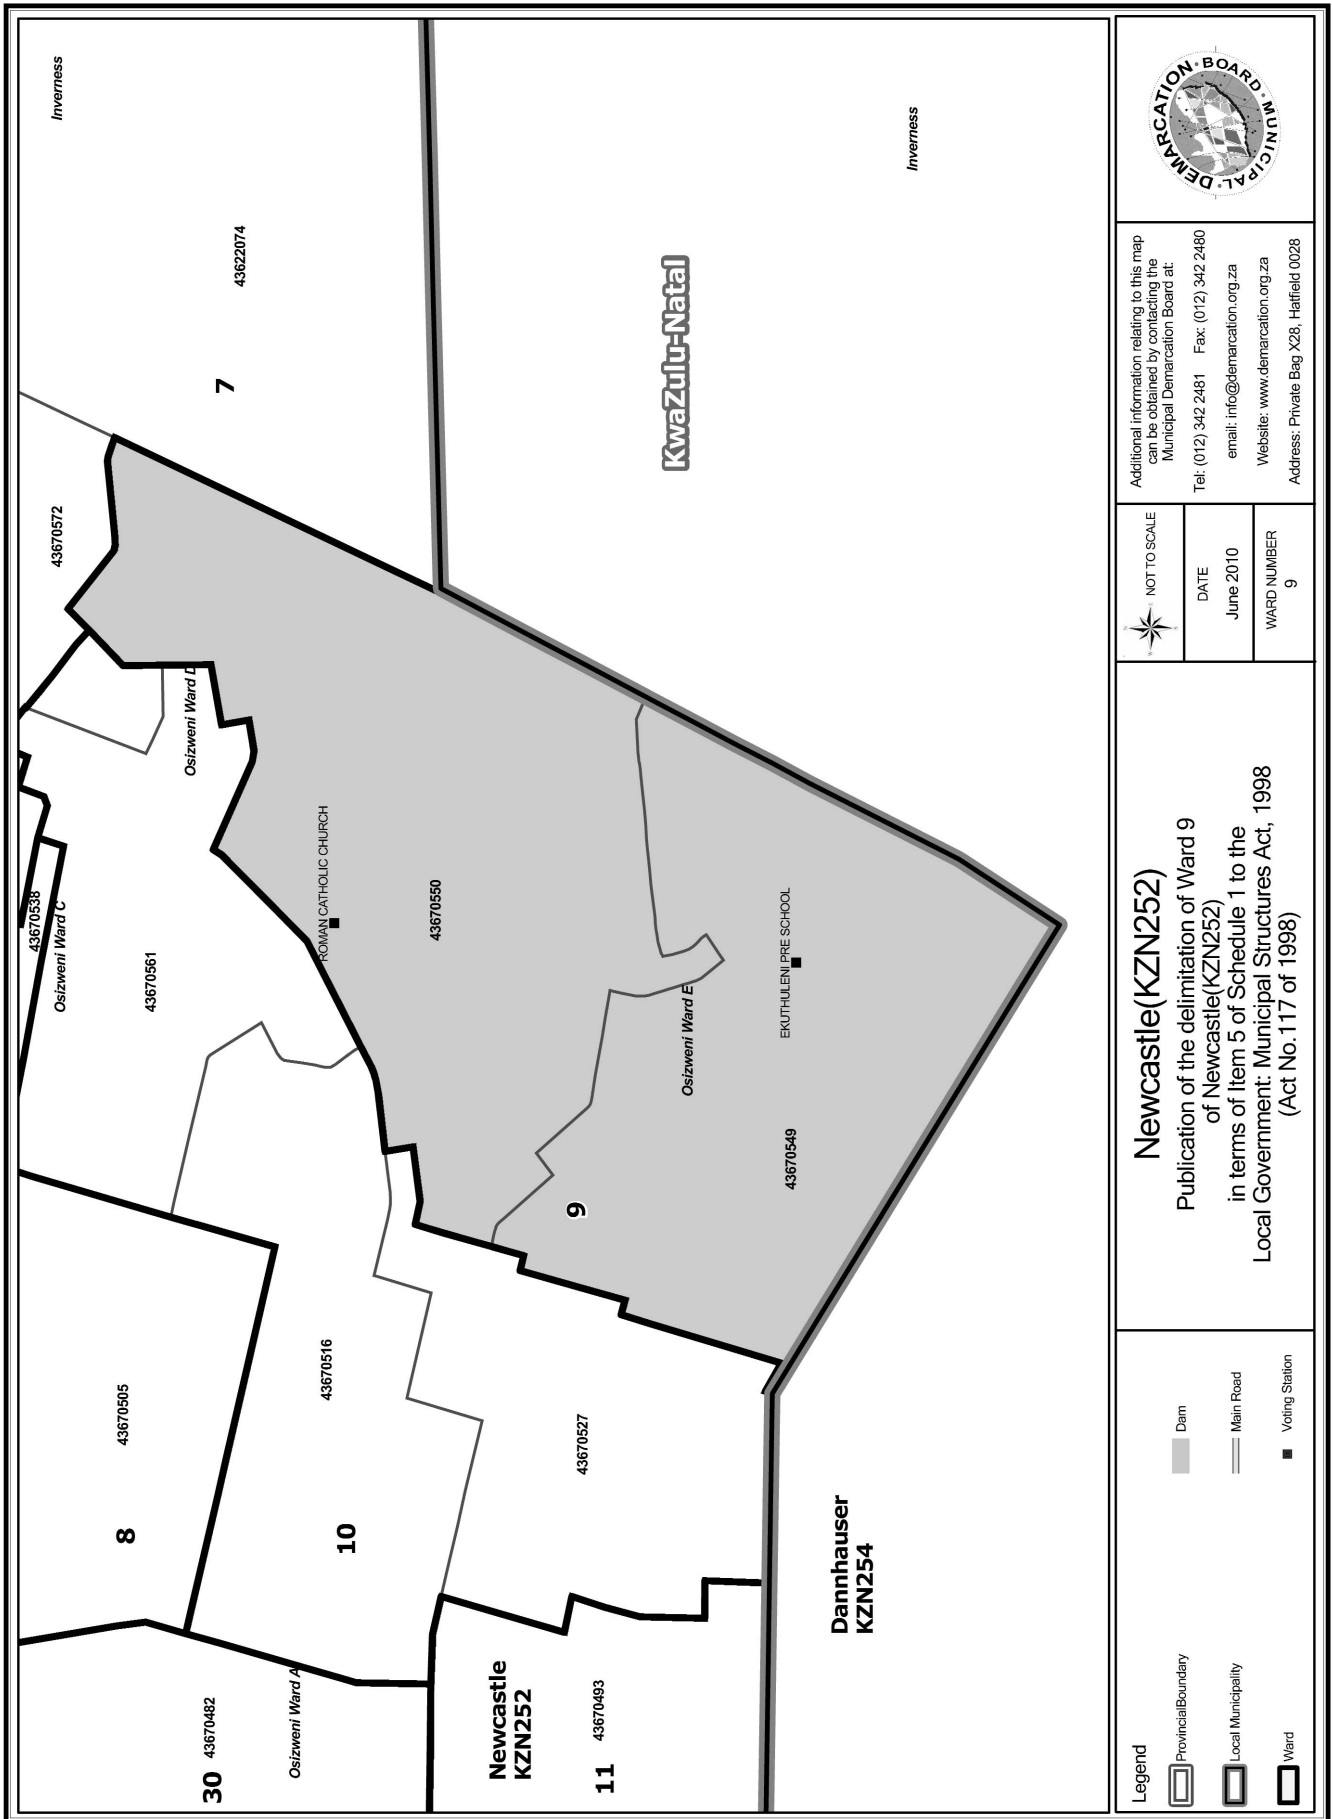 Inverness
43622074
7
43670572
Inverness
KwaZulu-Natal
Osizweni Ward D
43670538
Osizweni Ward C
43670561
ROMAN CATHOLIC CHURCH
43670550
EKUTHULENI PRE SCHOOL
Osizweni Ward E
43670549
9
43670505
8
43670516
10
43670527
Dannhauser
KZN254
Newcastle
KZN252
43670493
11
43670482
30
Osizweni Ward A
Legend
ProvincialBoundary
Local Municipality
Ward
Dam
Main Road
Voting Station
Newcastle(KZN252)
Publication of the delimitation of Ward 9
of Newcastle(KZN252)
in terms of Item 5 of Schedule 1 to the
Local Government: Municipal Structures Act, 1998
(Act No.117 of 1998)
NOT TO SCALE
DATE
June 2010
WARD NUMBER
9
Additional information relating to this map
can be obtained by contacting the
Municipal Demarcation Board at:
Tel: (012) 342 2481 Fax: (012) 342 2480
email: info@demarcation.org.za
Website: www.demarcation.org.za
Address: Private Bag X28, Hatfield 0028
MUNICIPAL • DEMARCATION • BOARD •